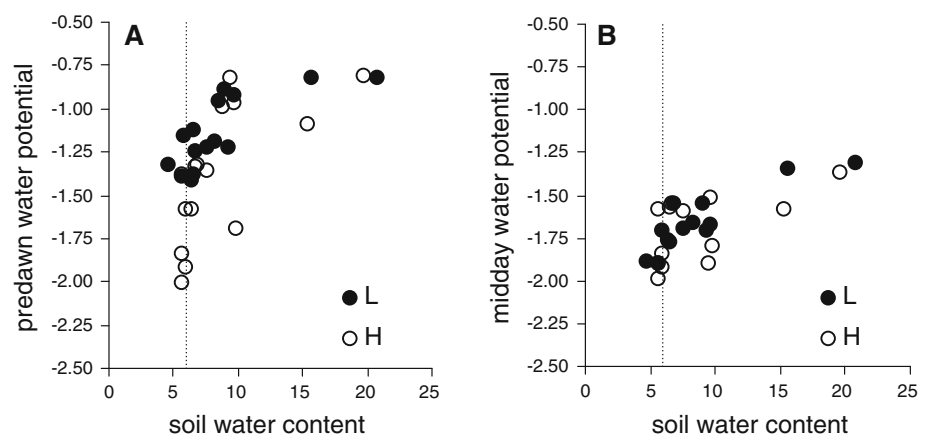 A
predawn water potential
-0.50
-0.75
-1.00
-1.25
-1.50
-1.75
-2.00
-2.25
-2.50
L
H
0 5 10 15 20 25
soil water content
B
midday water potential
-0.50
-0.75
-1.00
-1.25
-1.50
-1.75
-2.00
-2.25
-2.50
L
H
0 5 10 15 20 25
soil water content